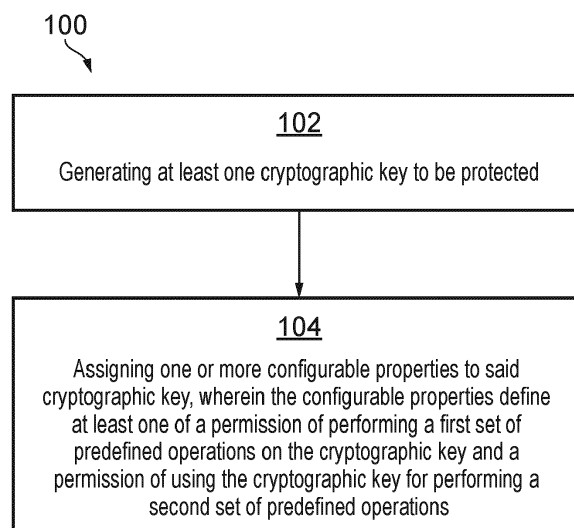 100
102
Generating at least one cryptographic key to be protected
104
Assigning one or more configurable properties to said
cryptographic key, wherein the configurable properties define
at least one of a permission of performing a first set of
predefined operations on the cryptographic key and a
permission of using the cryptographic key for performing a
second set of predefined operations